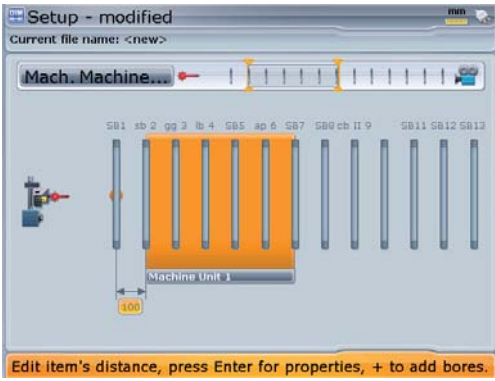 Setup - modified
mm
Current file name: <new>
Mach. Machine...
SB1 sb 2 gg 3 lb 4 SB5 ap 6 SB7 SB8 cb II 9 SB11 SB12 SB13
Machine Unit 1
100
Edit item's distance, press Enter for properties, + to add bores.